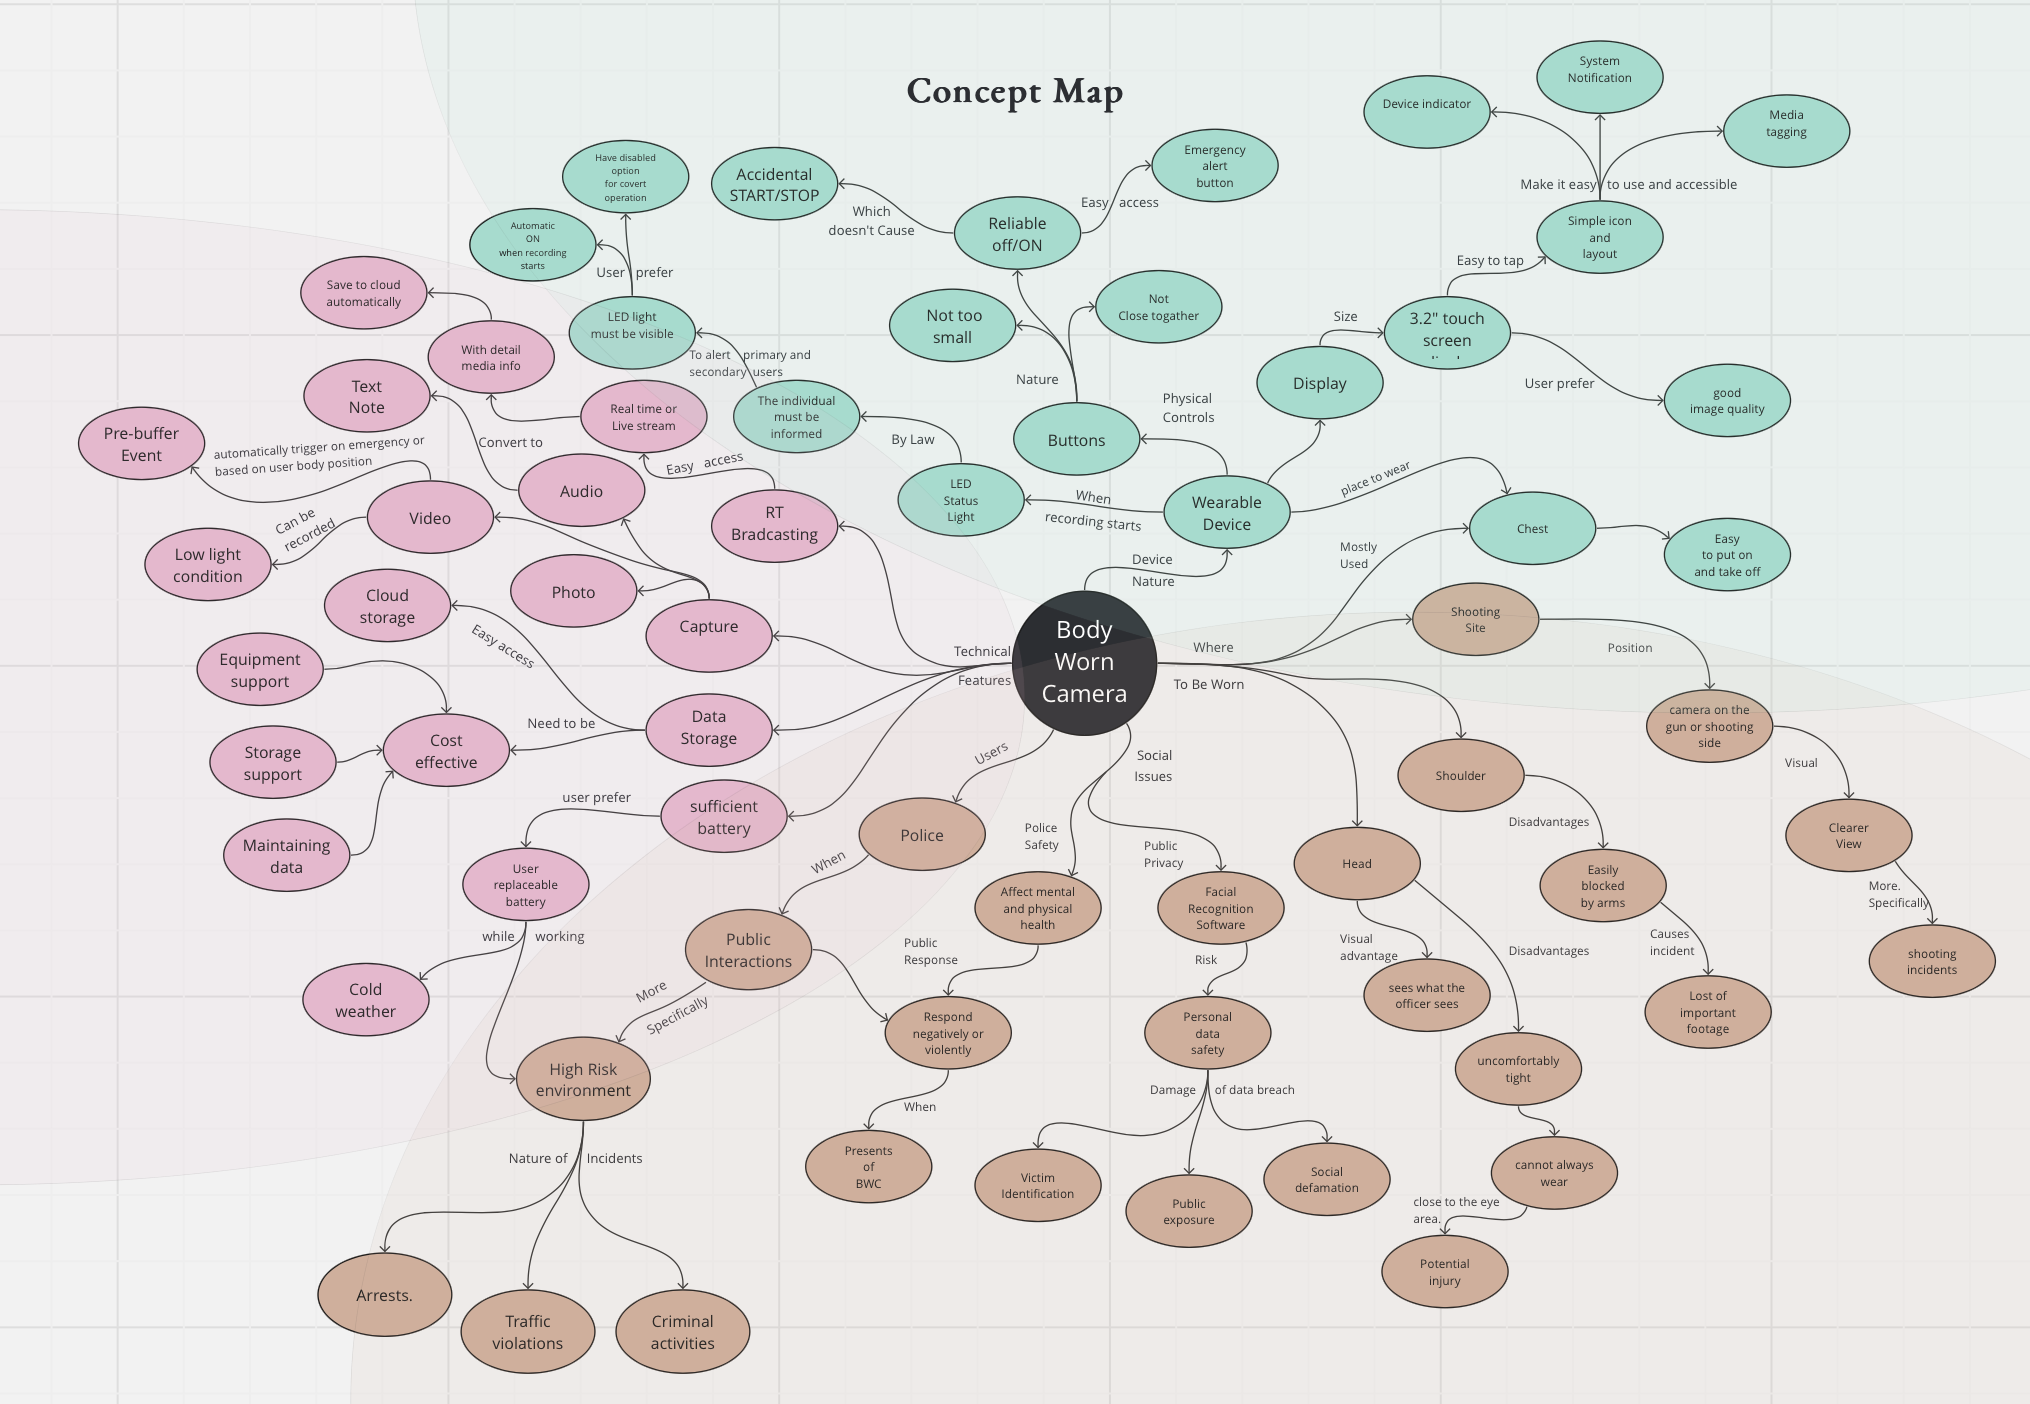 Concept Map
System
Notification
Device indicator
Media
tagging
Make it easy to use and accessible
Simple icon
and
layout
Easy to tap
3.2" touch
screen
Size
Display
User prefer
good
image quality
Emergency
alert
button
Easy access
Accidental
START/STOP
Which
doesn't Cause
Reliable
off/ON
Not
Close togather
Not too
small
Nature
Buttons
Physical
Controls
Have disabled
option
for covert
operation
Automatic
ON
when recording
starts
User prefer
LED light
must be visible
To alert primary and
secondary users
The individual
must be
informed
By Law
LED
Status
Light
When
recording starts
Wearable
Device
place to wear
Chest
Easy
to put on
and take off
Mostly
Used
Device
Nature
Save to cloud
automatically
With detail
media info
Real time or
Live stream
Text
Note
Convert to
Easy access
Pre-buffer
Event
automatically trigger on emergency or
based on user body position
Audio
Video
RT
Bradcasting
Can be
recorded
Low light
condition
Photo
Cloud
storage
Capture
Easy access
Equipment
support
Data
Storage
Need to be
Cost
effective
Storage
support
Maintaining
data
user prefer
sufficient
battery
User
replaceable
battery
while working
Cold
weather
Technical
Features
Body
Worn
Camera
Where
To Be Worn
Shooting
Site
Position
camera on the
gun or shooting
side
Visual
Clearer
View
More.
Specifically
shooting
incidents
Shoulder
Disadvantages
Easily
blocked
by arms
Causes
incident
Lost of
important
footage
Head
Visual
advantage
sees what the
officer sees
Disadvantages
uncomfortably
tight
cannot always
wear
close to the eye
area.
Potential
injury
Users
Police
When
Public
Interactions
More
Specifically
High Risk
environment
Nature of Incidents
Arrests.
Traffic
violations
Criminal
activities
Social
Issues
Police
Safety
Public
Privacy
Affect mental
and physical
health
Public
Response
Respond
negatively or
violently
When
Presents
of
BWC
Facial
Recognition
Software
Risk
Personal
data
safety
Damage of data breach
Victim
Identification
Public
exposure
Social
defamation